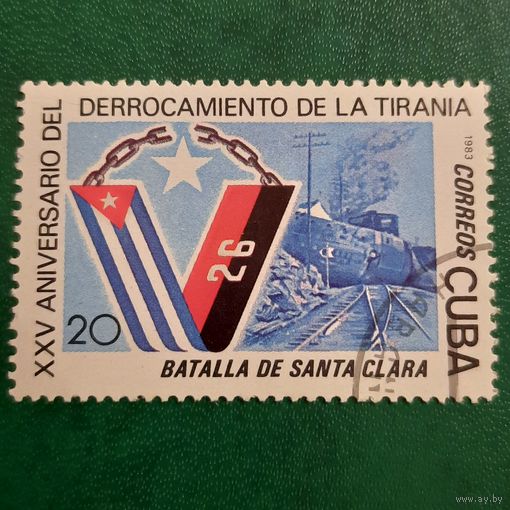 XXV ANIVERSARIO DEL
DERROCAMIENTO DE LA TIRANIA
1983
CORREOS
CUBA
26
20
BATALLA DE SANTA CLARA
www.ay.by